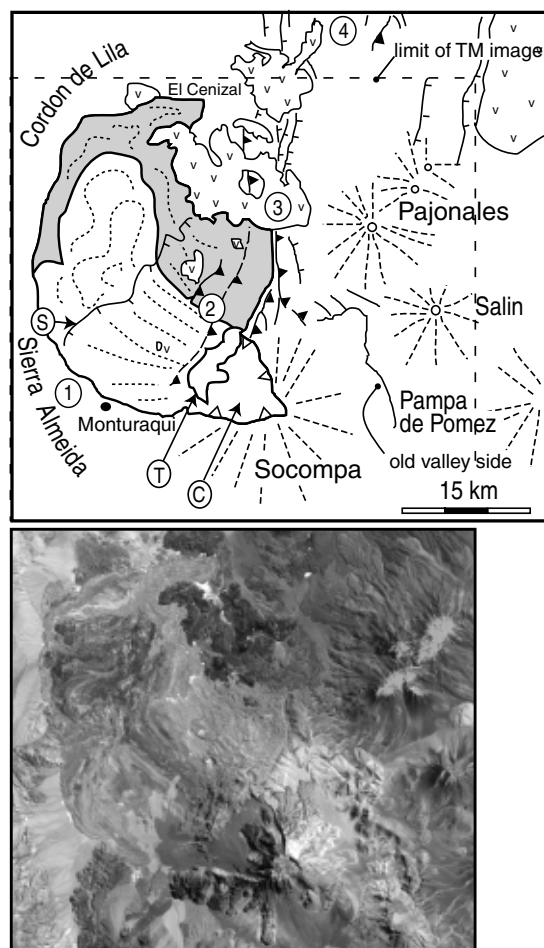 4
limit of TM image
v
El Cenizal
Cordon de Lila
3
Pajonales
v
2
Salin
S
D v
1
Sierra Almeida
Monturaqui
Pampa
de Pomez
T
C
Socompa
old valley side
15 km